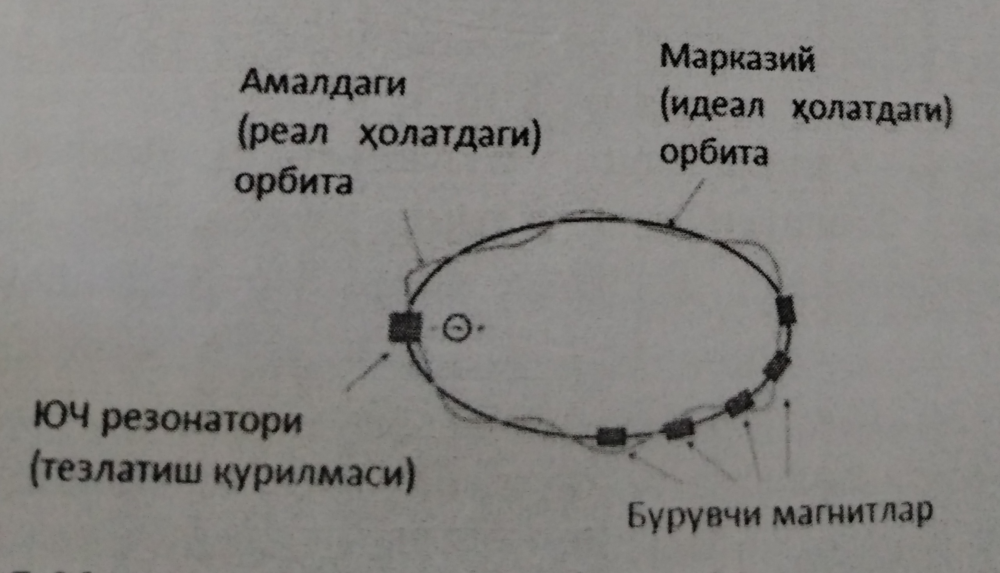 Амалдаги
(реал ҳолатдаги)
орбита
Марказий
(идеал ҳолатдаги)
орбита
ЮЧ резонатори
(тезлатиш қурилмаси)
Бурувчи магнитлар